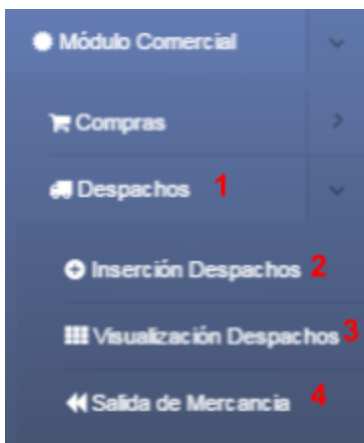 Módulo Comercial
Compras
Despachos 1
Inserción Despachos 2
Visualización Despachos 3
Salida de Mercancia 4